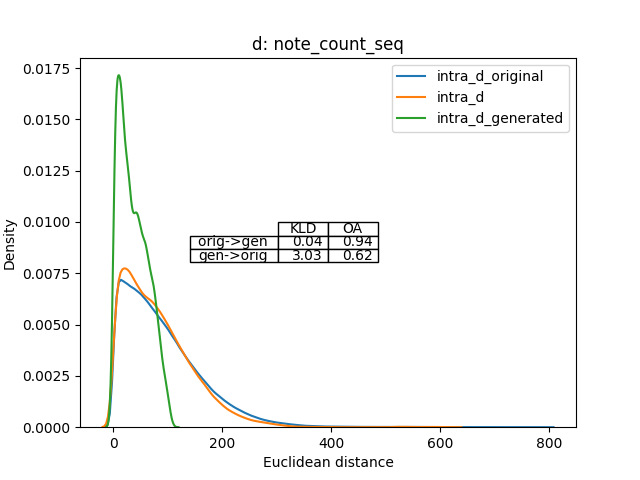 d: note_count_seq
intra_d_original
intra_d
intra_d_generated
KLD OA
orig->gen 0.04 0.94
gen->orig 3.03 0.62
Density
0.0175
0.0150
0.0125
0.0100
0.0075
0.0050
0.0025
0.0000
0 200 400 600 800
Euclidean distance